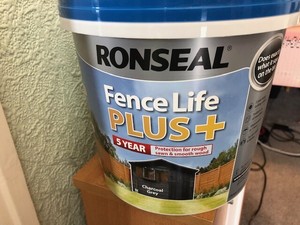 RONSEAL®
Fence Life
PLUS+
5 YEAR
Protection for rough
sawn & smooth wood
Charcoal
Grey
Does exactly
what it says
on the tin